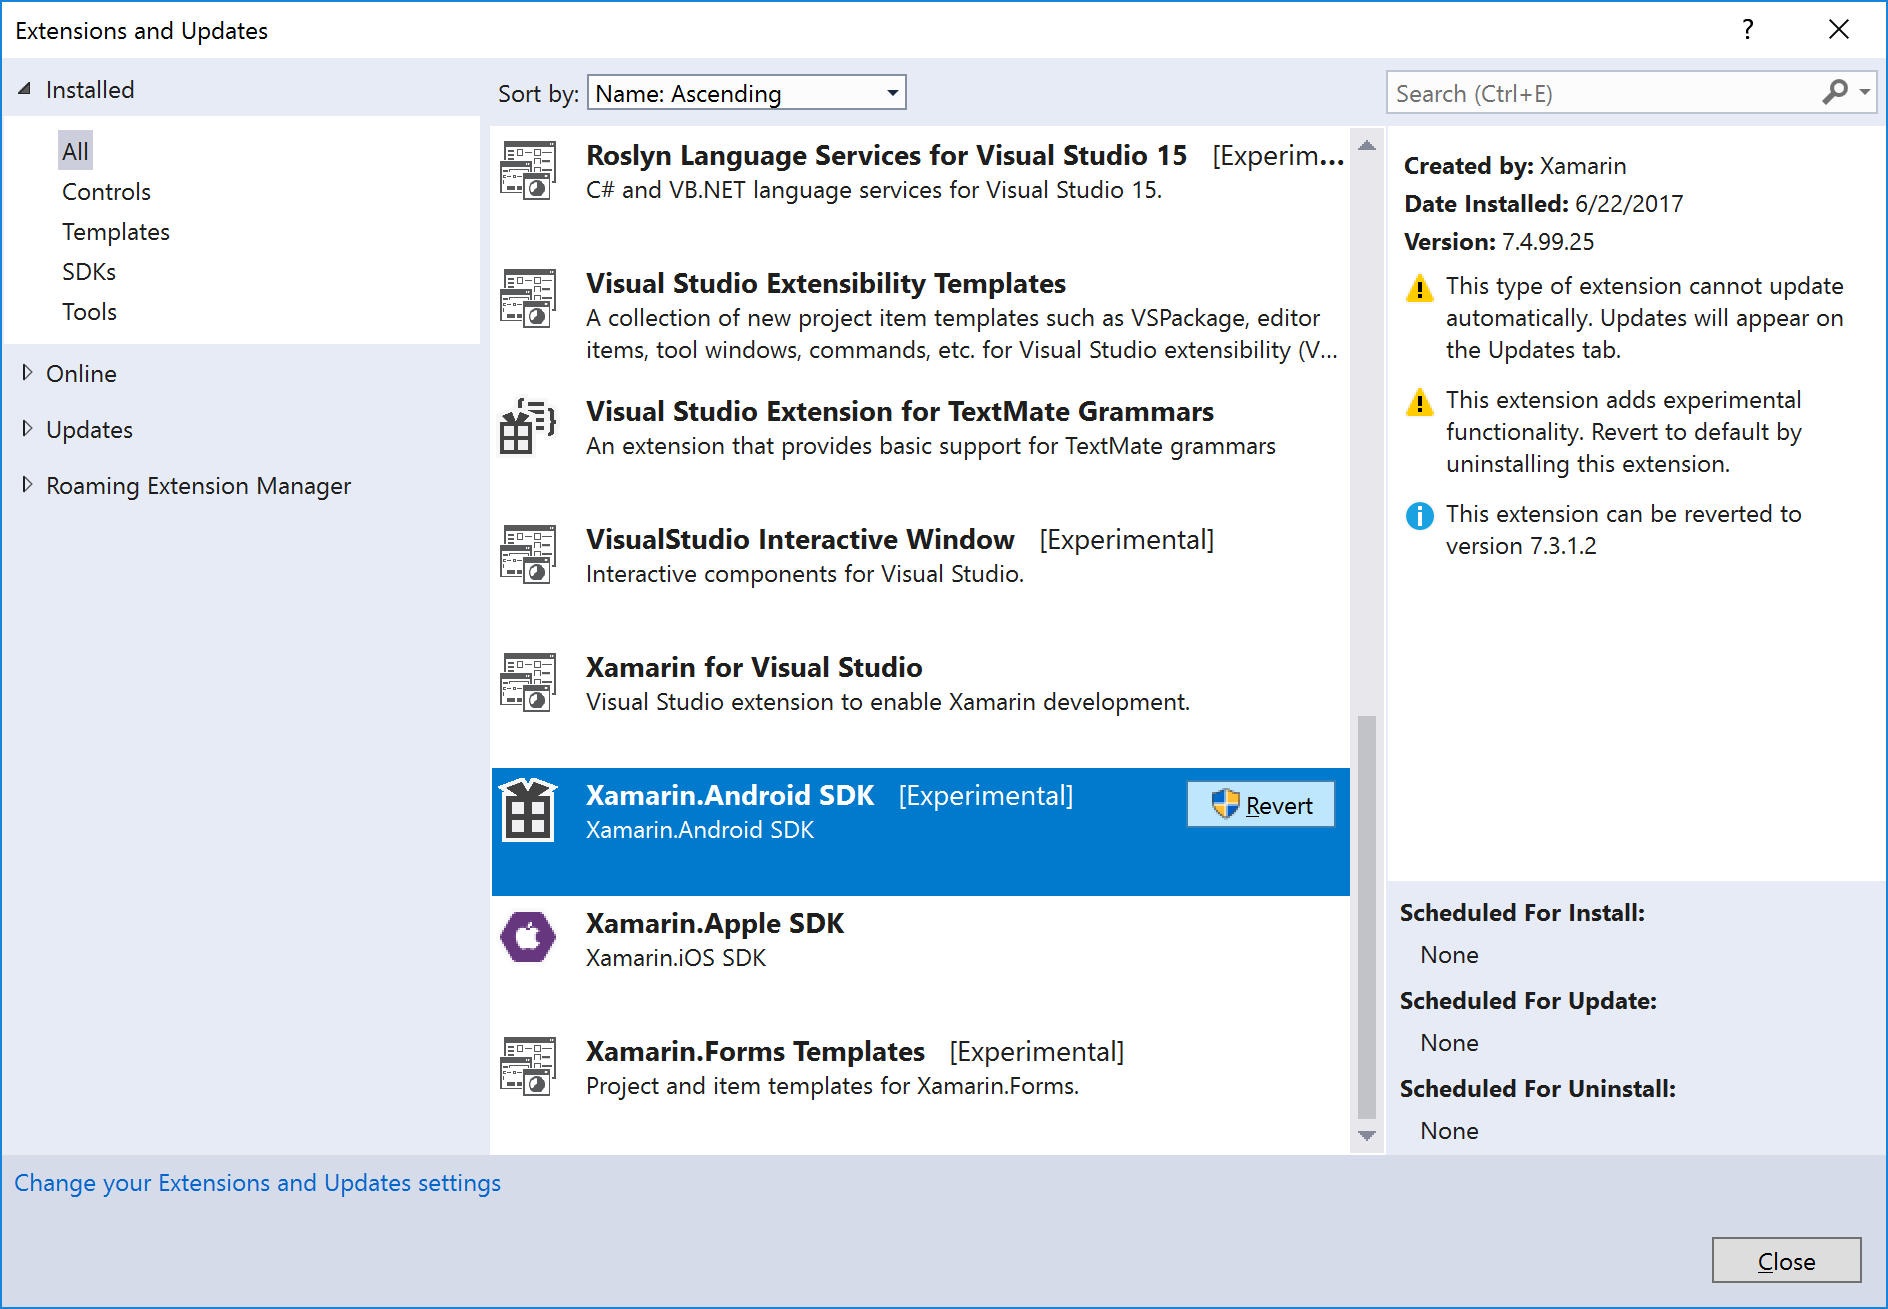 Extensions and Updates
?
Installed
All
Controls
Templates
SDKs
Tools
Online
Updates
Roaming Extension Manager
Sort by: Name: Ascending
Roslyn Language Services for Visual Studio 15 [Experim...
C# and VB.NET language services for Visual Studio 15.
Visual Studio Extensibility Templates
A collection of new project item templates such as VSPackage, editor
items, tool windows, commands, etc. for Visual Studio extensibility (V...
Visual Studio Extension for TextMate Grammars
An extension that provides basic support for TextMate grammars
VisualStudio Interactive Window [Experimental]
Interactive components for Visual Studio.
Xamarin for Visual Studio
Visual Studio extension to enable Xamarin development.
Xamarin.Android SDK [Experimental]
Xamarin.Android SDK
Revert
Xamarin.Apple SDK
Xamarin.iOS SDK
Xamarin.Forms Templates [Experimental]
Project and item templates for Xamarin.Forms.
Search (Ctrl+E)
Created by: Xamarin
Date Installed: 6/22/2017
Version: 7.4.99.25
This type of extension cannot update
automatically. Updates will appear on
the Updates tab.
This extension adds experimental
functionality. Revert to default by
uninstalling this extension.
This extension can be reverted to
version 7.3.1.2
Scheduled For Install:
None
Scheduled For Update:
None
Scheduled For Uninstall:
None
Change your Extensions and Updates settings
Close